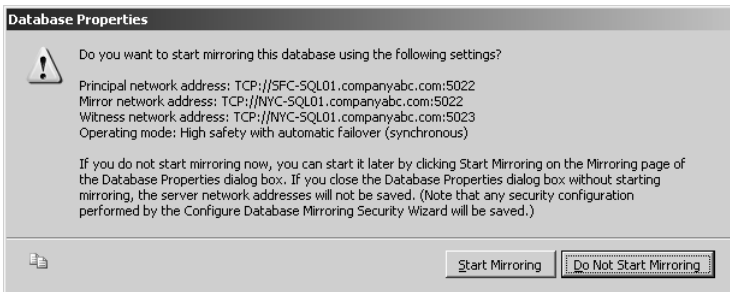 Database Properties
Do you want to start mirroring this database using the following settings?
Principal network address: TCP://SFC-SQL01.companyabc.com:5022
Mirror network address: TCP://NYC-SQL01.companyabc.com:5022
Witness network address: TCP://NYC-SQL01.companyabc.com:5023
Operating mode: High safety with automatic failover (synchronous)
If you do not start mirroring now, you can start it later by clicking Start Mirroring on the Mirroring page of
the Database Properties dialog box. If you close the Database Properties dialog box without starting
mirroring, the server network addresses will not be saved. (Note that any security configuration
performed by the Configure Database Mirroring Security Wizard will be saved.)
Start Mirroring
Do Not Start Mirroring